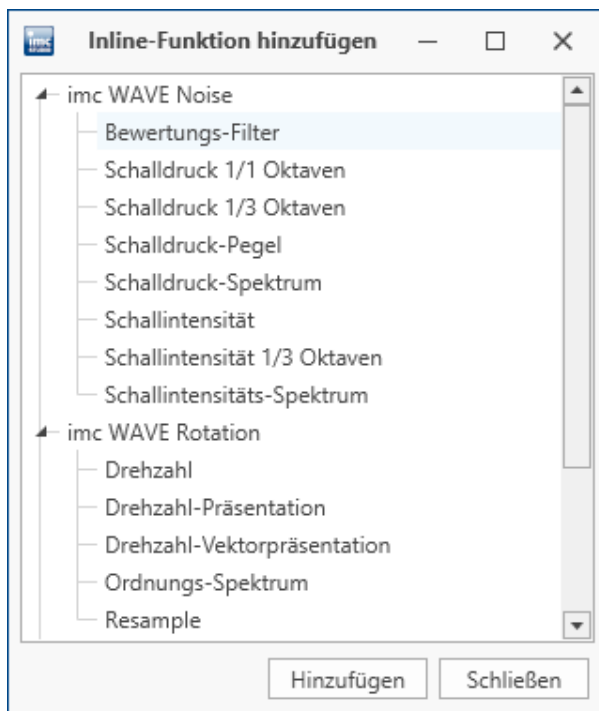 imc Inline-Funktion hinzufügen
imc WAVE Noise
Bewertungs-Filter
Schalldruck 1/1 Oktaven
Schalldruck 1/3 Oktaven
Schalldruck-Pegel
Schalldruck-Spektrum
Schallintensität
Schallintensität 1/3 Oktaven
Schallintensitäts-Spektrum
imc WAVE Rotation
Drehzahl
Drehzahl-Präsentation
Drehzahl-Vektorpräsentation
Ordnungs-Spektrum
Resample
Hinzufügen Schließen